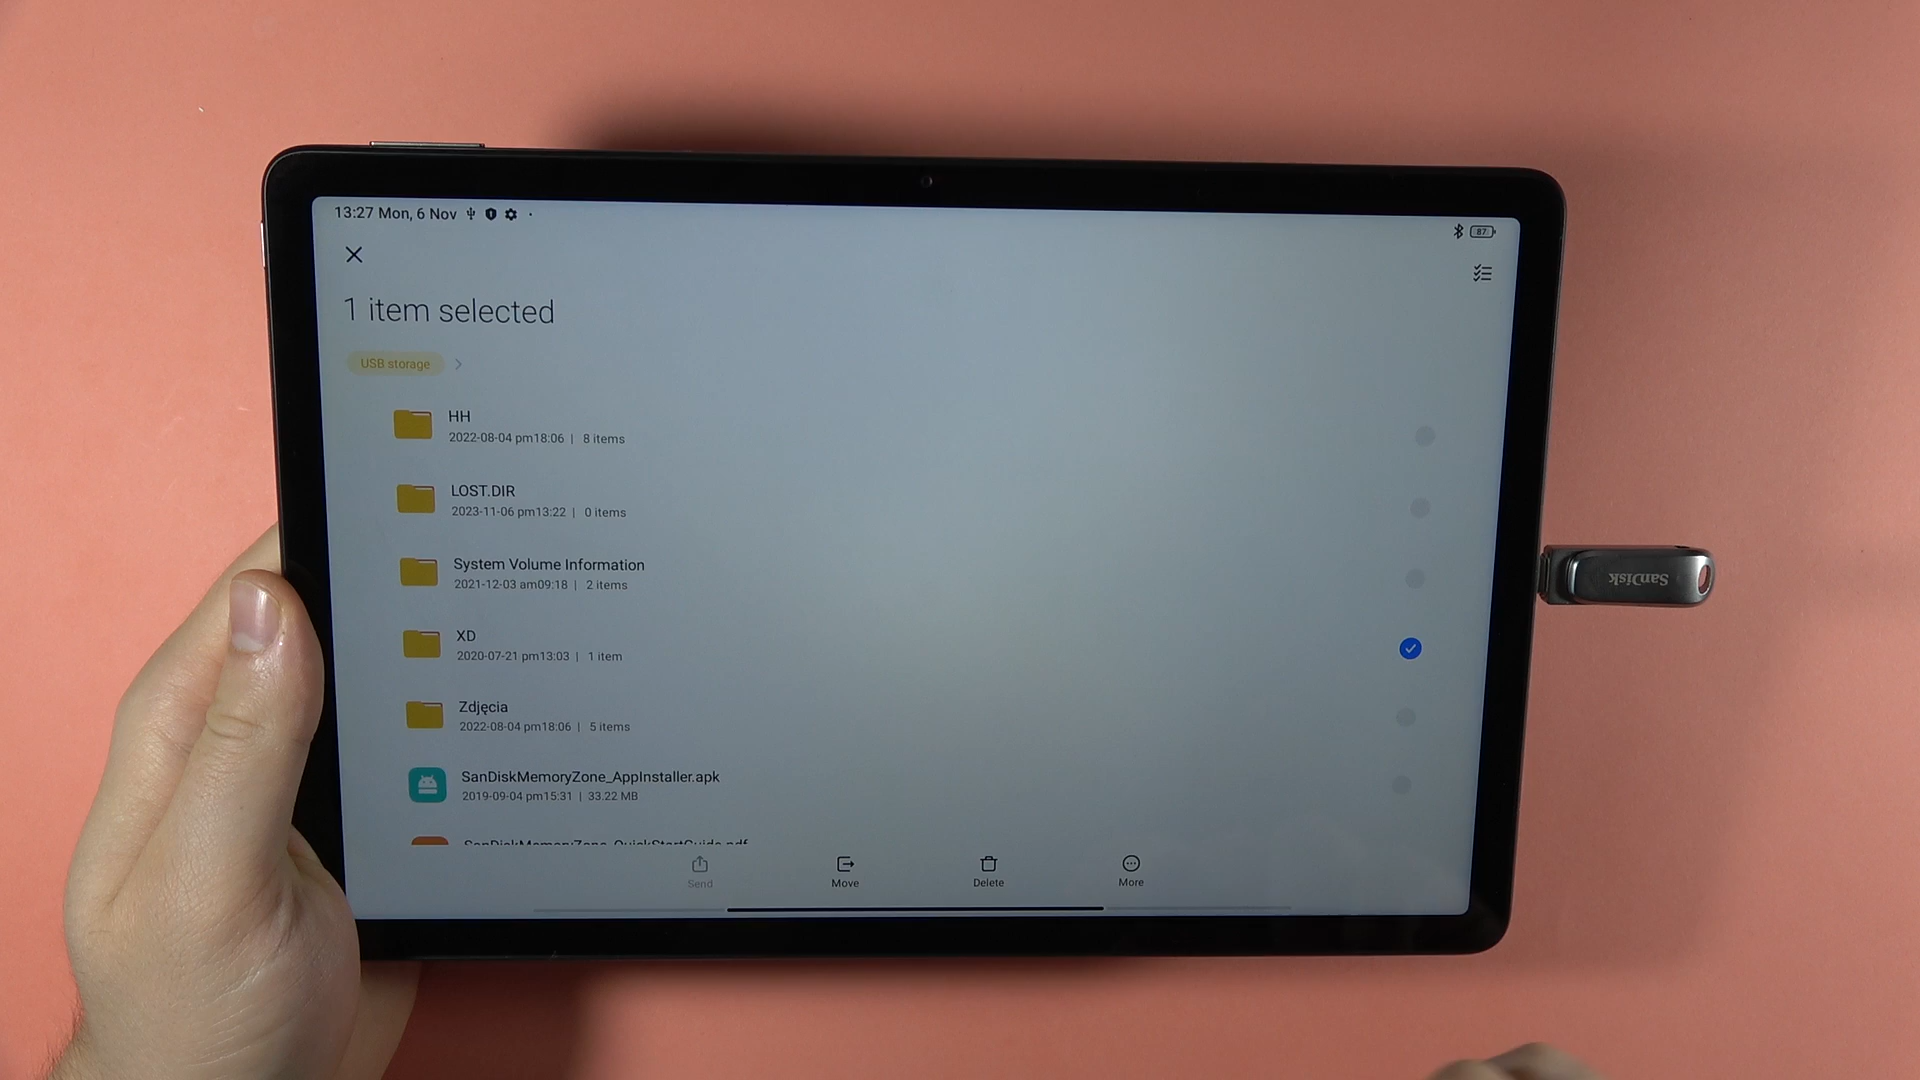 13:27 Mon, 6 Nov
87
1 item selected
USB storage
HH
2022-08-04 pm18:06 | 8 items
LOST.DIR
2023-11-06 pm13:22 | 0 items
System Volume Information
2021-12-03 am09:18 | 2 items
XD
2020-07-21 pm13:03 | 1 item
Zdjęcia
2022-08-04 pm18:06 | 5 items
SanDiskMemoryZone_AppInstaller.apk
2019-09-04 pm15:31 | 33.22 MB
SanDiskMemoryZone_QuickStartGuide.pdf
Send
Move
Delete
More
SanDisk